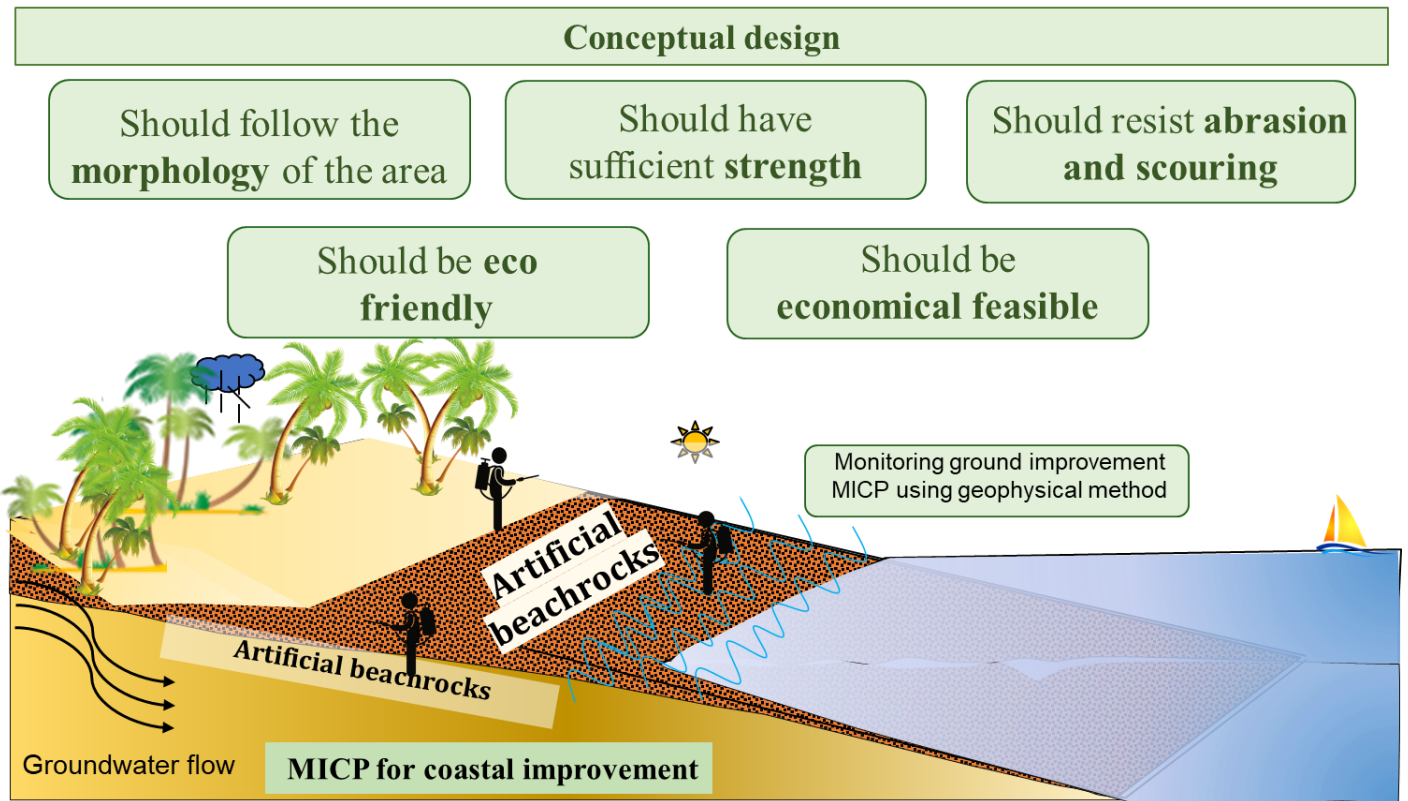 Conceptual design
Should follow the
morphology of the area
Should have
sufficient strength
Should resist abrasion
and scouring
Should be eco
friendly
Should be
economical feasible
Monitoring ground improvement
MICP using geophysical method
Artificial
beachrocks
Artificial beachrocks
Groundwater flow
MICP for coastal improvement